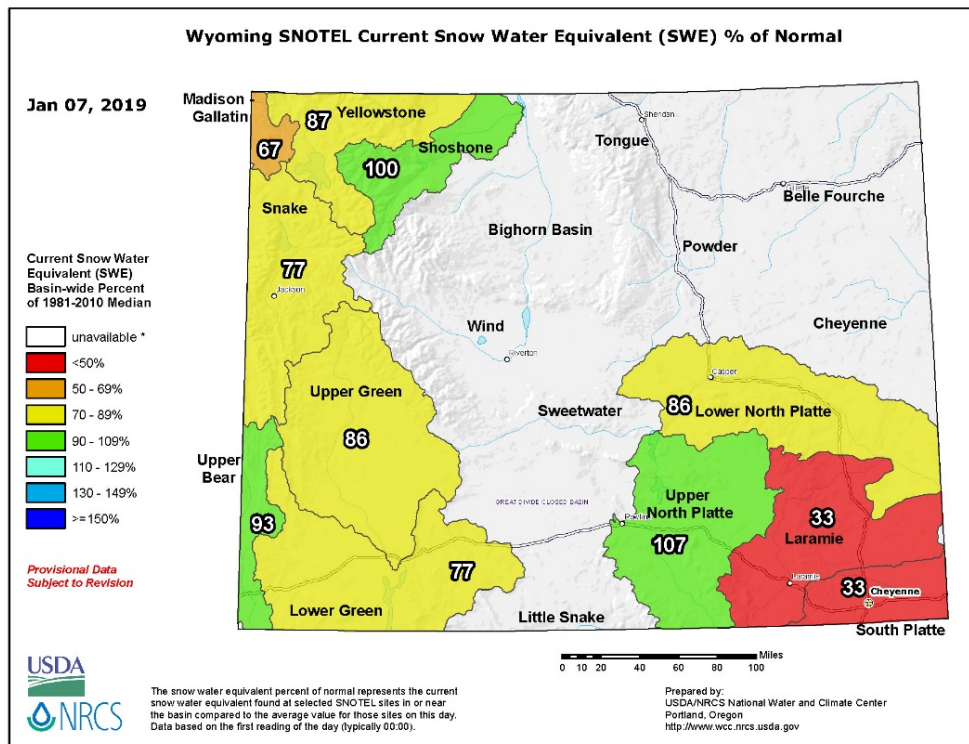 Wyoming SNOTEL Current Snow Water Equivalent (SWE) % of Normal
Jan 07, 2019
Madison
Gallatin
87
Yellowstone
67
Shoshone
100
Sheridan
Tongue
Belle Fourche
Snake
Bighorn Basin
Powder
77
Jackson
Current Snow Water
Equivalent (SWE)
Basin-wide Percent
of 1981-2010 Median
unavailable *
<50%
50 - 69%
70 - 89%
90 - 109%
110 - 129%
130 - 149%
>=150%
Provisional Data
Subject to Revision
Wind
Riverton
Cheyenne
Casper
Upper Green
86
Sweetwater
86
Lower North Platte
Upper
Bear
93
GREAT DIVIDE CLOSED BASIN
Upper
North Platte
107
33
Laramie
77
Laramie
33
Cheyenne
Lower Green
Little Snake
South Platte
Miles
0 10 20 40 60 80 100
USDA
NRCS
The snow water equivalent percent of normal represents the current
snow water equivalent found at selected SNOTEL sites in or near
the basin compared to the average value for those sites on this day.
Data based on the first reading of the day (typically 00:00).
Prepared by:
USDA/NRCS National Water and Climate Center
Portland, Oregon
http://www.wcc.nrcs.usda.gov